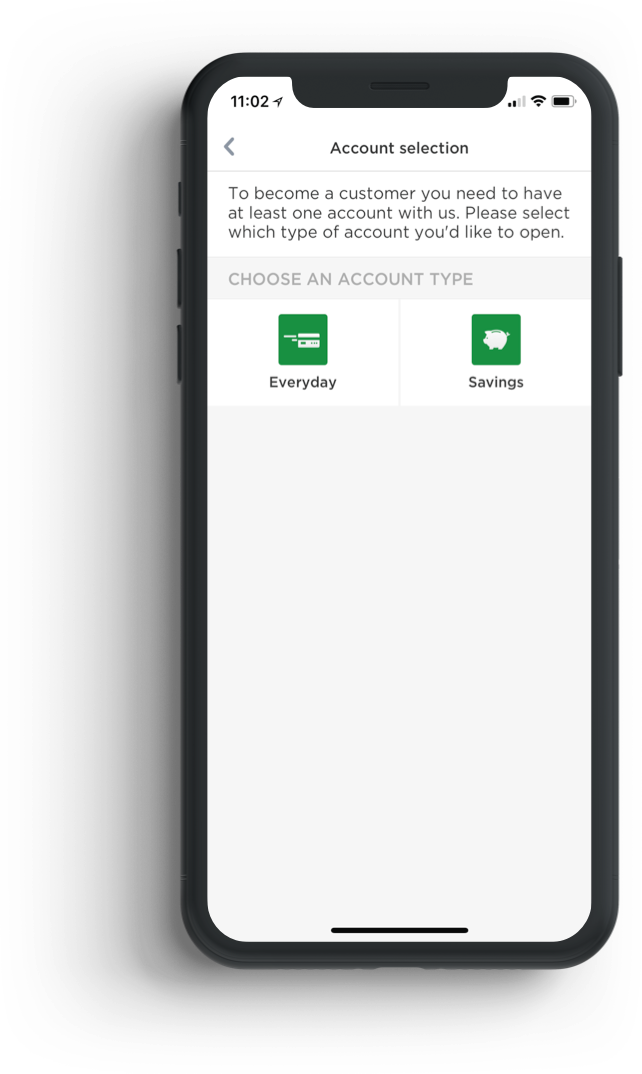 11:02
Account selection
To become a customer you need to have
at least one account with us. Please select
which type of account you'd like to open.
CHOOSE AN ACCOUNT TYPE
Everyday
Savings